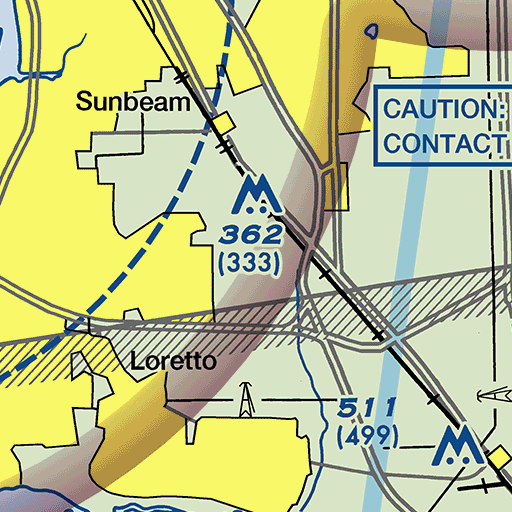 Sunbeam
CAUTION:
CONTACT
362
(333)
Loretto
511
(499)